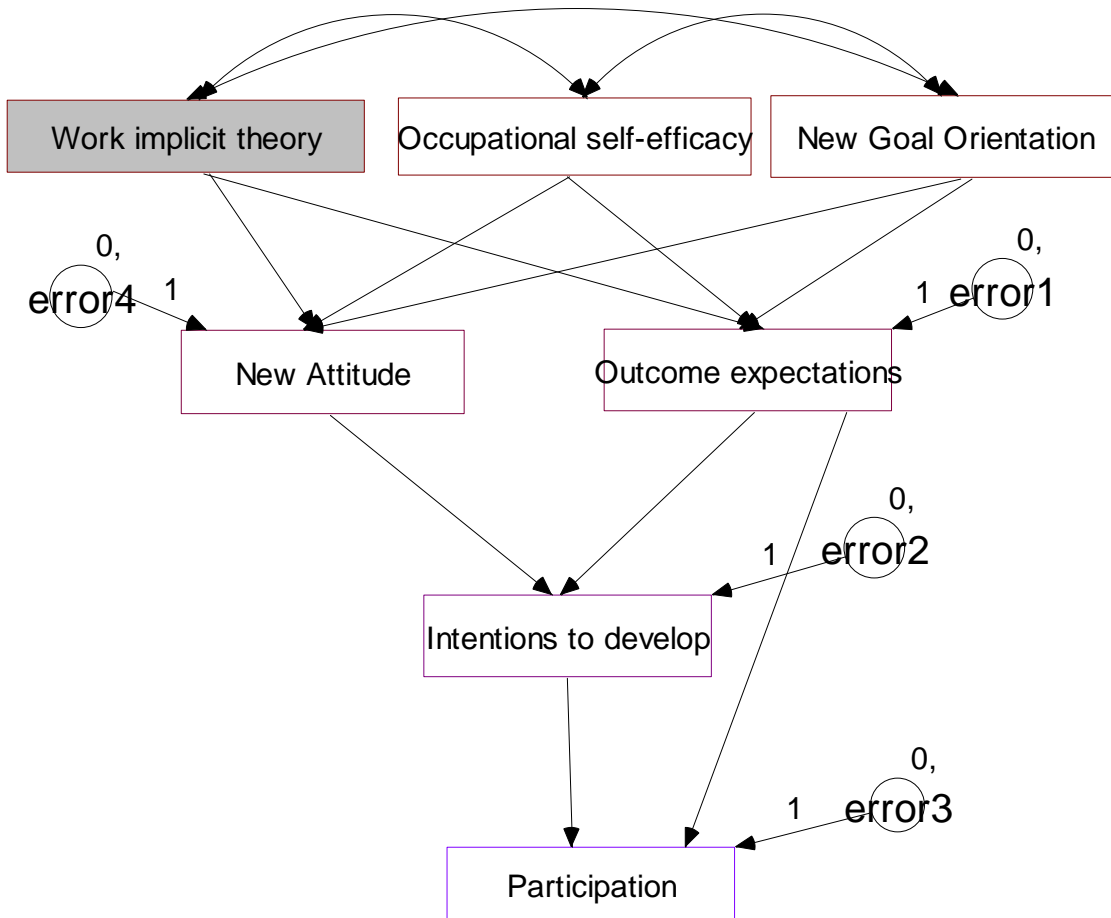 Work implicit theory
Occupational self-efficacy
New Goal Orientation
0,
error4
1
0,
error1
1
New Attitude
Outcome expectations
0,
error2
1
Intentions to develop
0,
error3
1
Participation